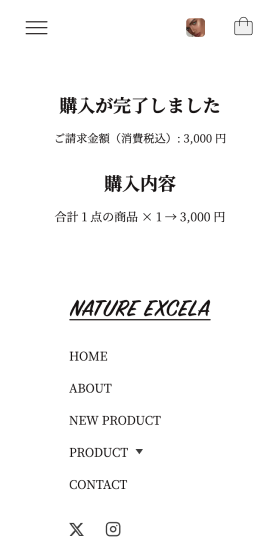 購入が完了しました
ご請求金額（消費税込）: 3,000 円
購入内容
合計 1 点の商品 × 1 → 3,000 円
NATURE EXCELA
HOME
ABOUT
NEW PRODUCT
PRODUCT
CONTACT